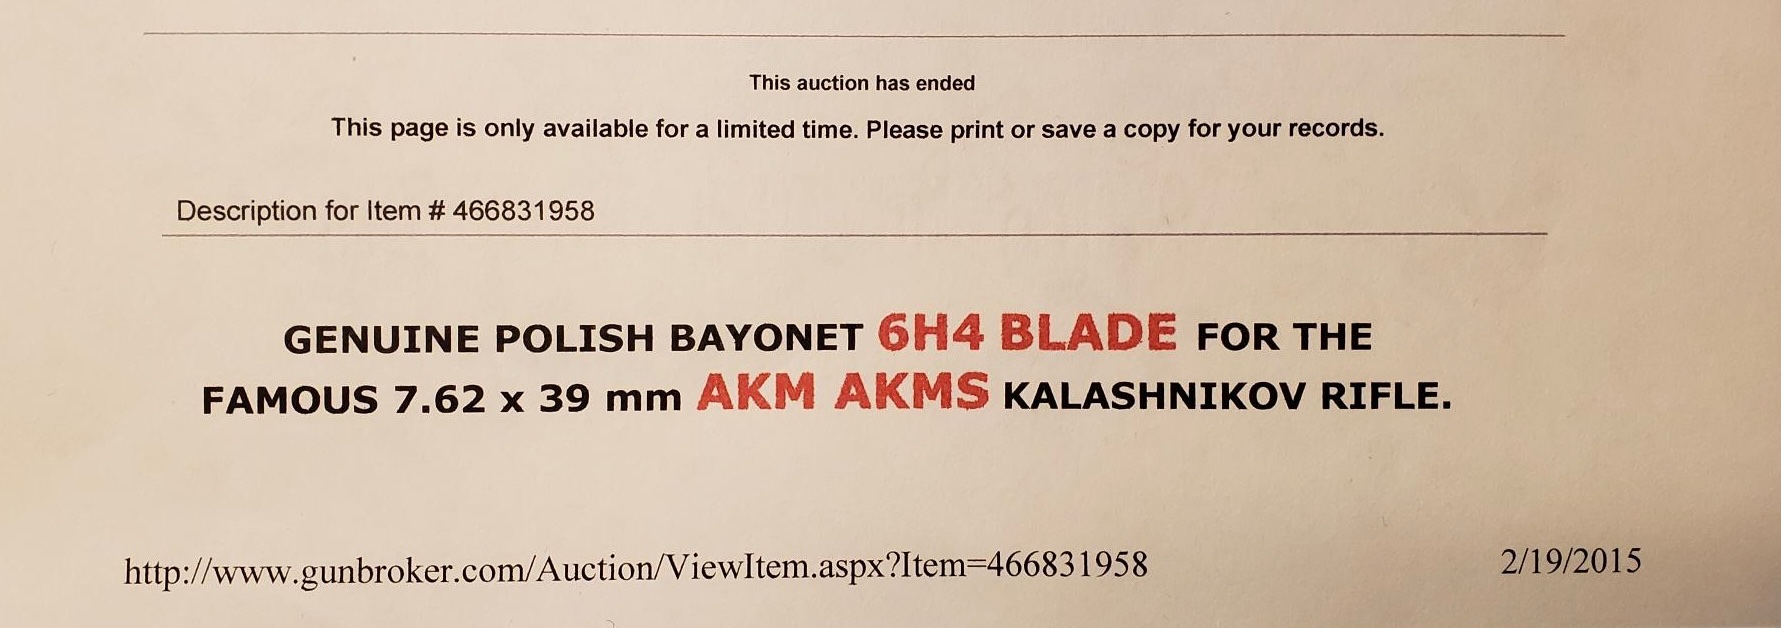 This auction has ended
This page is only available for a limited time. Please print or save a copy for your records.
Description for Item # 466831958
GENUINE POLISH BAYONET 6H4 BLADE FOR THE
FAMOUS 7.62 x 39 mm AKM AKMS KALASHNIKOV RIFLE.
http://www.gunbroker.com/Auction/ViewItem.aspx?Item=466831958 2/19/2015